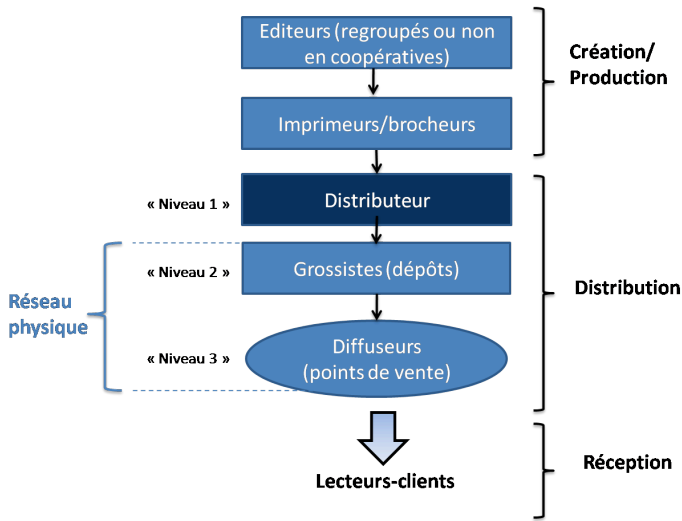 Editeurs (regroupés ou non
en coopératives)
Création/
Production
Imprimeurs/brocheurs
« Niveau 1 »
Distributeur
« Niveau 2 »
Grossistes (dépôts)
Distribution
Réseau
physique
« Niveau 3 »
Diffuseurs
(points de vente)
Réception
Lecteurs-clients